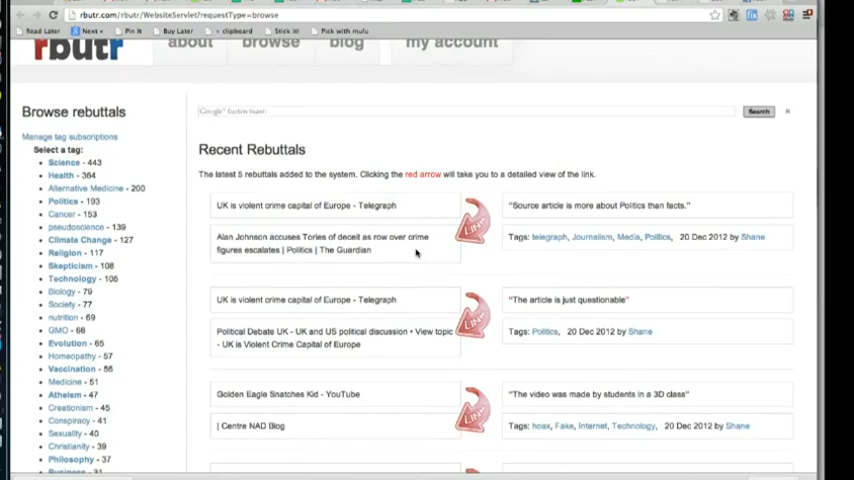 rbutr.com/rbutr/WebsiteServlet?requestType=browse
Read Later Next » Pin It Buy Later + clipboard Stick it! Pick with mulu
rbutr about browse blog my account
Browse rebuttals
Manage tag subscriptions
Select a tag:
Science - 443
Health - 364
Alternative Medicine - 200
Politics - 193
Cancer - 153
pseudoscience - 139
Climate Change - 127
Religion - 117
Skepticism - 108
Technology - 105
Biology - 79
Society - 77
nutrition - 69
GMO - 66
Evolution - 65
Homeopathy - 57
Vaccination - 56
Medicine - 51
Atheism - 47
Creationism - 45
Conspiracy - 41
Sexuality - 40
Christianity - 39
Philosophy - 37
Business - 31
Google™ Custom Search Search ×
Recent Rebuttals
The latest 5 rebuttals added to the system. Clicking the red arrow will take you to a detailed view of the link.
UK is violent crime capital of Europe - Telegraph
Alan Johnson accuses Tories of deceit as row over crime
figures escalates | Politics | The Guardian
LINK
"Source article is more about Politics than facts."
Tags: telegraph, Journalism, Media, Politics, 20 Dec 2012 by Shane
UK is violent crime capital of Europe - Telegraph
Political Debate UK - UK and US political discussion • View topic
- UK is Violent Crime Capital of Europe
LINK
"The article is just questionable"
Tags: Politics, 20 Dec 2012 by Shane
Golden Eagle Snatches Kid - YouTube
| Centre NAD Blog
LINK
"The video was made by students in a 3D class"
Tags: hoax, Fake, Internet, Technology, 20 Dec 2012 by Shane